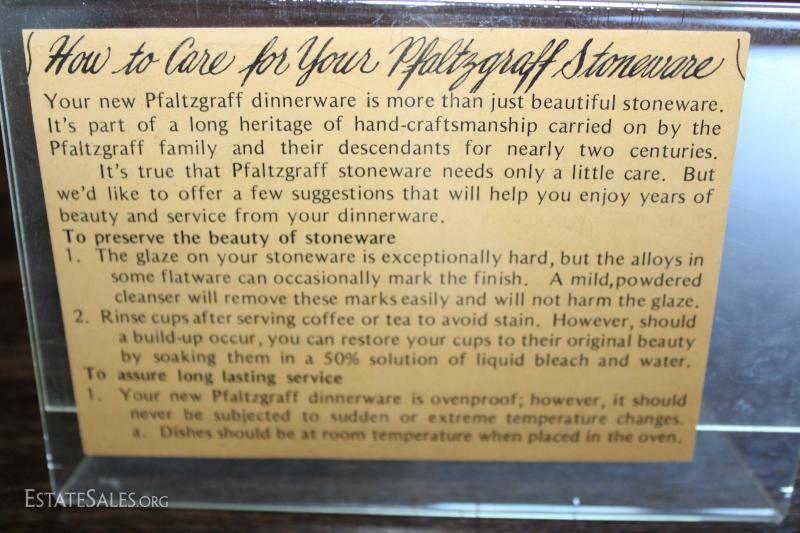 How to Care for Your Pfaltzgraff Stoneware
Your new Pfaltzgraff dinnerware is more than just beautiful stoneware.
It's part of a long heritage of hand-craftsmanship carried on by the
Pfaltzgraff family and their descendants for nearly two centuries.
It's true that Pfaltzgraff stoneware needs only a little care. But
we'd like to offer a few suggestions that will help you enjoy years of
beauty and service from your dinnerware.
To preserve the beauty of stoneware
1. The glaze on your stoneware is exceptionally hard, but the alloys in
some flatware can occasionally mark the finish. A mild, powdered
cleanser will remove these marks easily and will not harm the glaze.
2. Rinse cups after serving coffee or tea to avoid stain. However, should
a build-up occur, you can restore your cups to their original beauty
by soaking them in a 50% solution of liquid bleach and water.
To assure long lasting service
1. Your new Pfaltzgraff dinnerware is ovenproof; however, it should
never be subjected to sudden or extreme temperature changes.
a. Dishes should be at room temperature when placed in the oven.
ESTATESALES.ORG